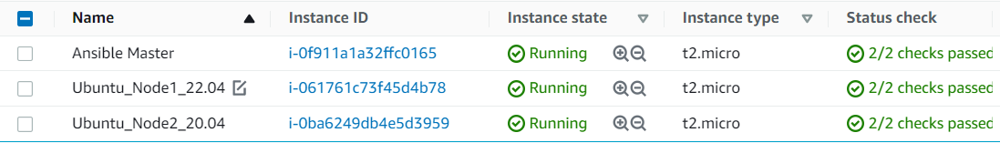 Name Instance ID Instance state Instance type Status check
Ansible Master i-0f911a1a32ffc0165 Running t2.micro 2/2 checks passed
Ubuntu_Node1_22.04 i-061761c73f45d4b78 Running t2.micro 2/2 checks passed
Ubuntu_Node2_20.04 i-0ba6249db4e5d3959 Running t2.micro 2/2 checks passed